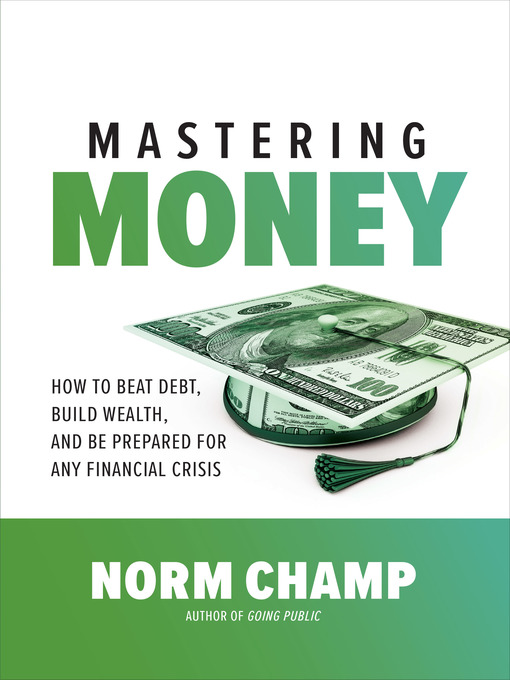 MASTERING
MONEY
100
HOW TO BEAT DEBT,
BUILD WEALTH,
AND BE PREPARED FOR
ANY FINANCIAL CRISIS
NORM CHAMP
AUTHOR OF GOING PUBLIC